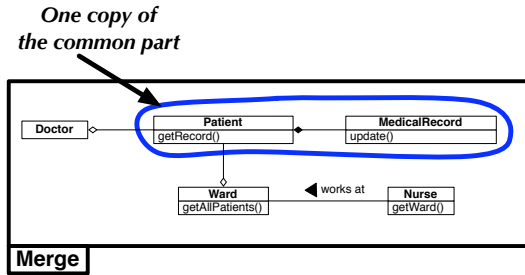 One copy of
the common part
Doctor
Patient
getRecord()
MedicalRecord
update()
Ward
getAllPatients()
works at
Nurse
getWard()
Merge